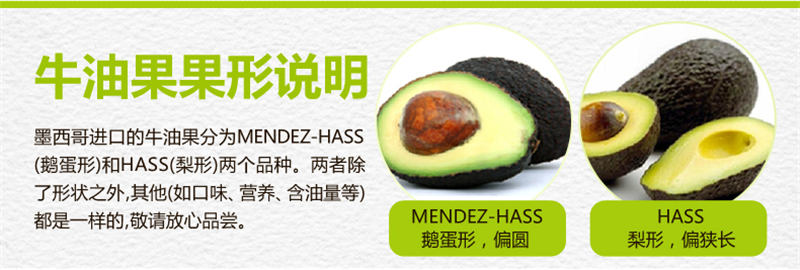 牛油果果形说明
墨西哥进口的牛油果分为MENDEZ-HASS
(鹅蛋形)和HASS(梨形)两个品种。两者除
了形状之外,其他(如口味、营养、含油量等)
都是一样的,敬请放心品尝。
MENDEZ-HASS
鹅蛋形，偏圆
HASS
梨形，偏狭长